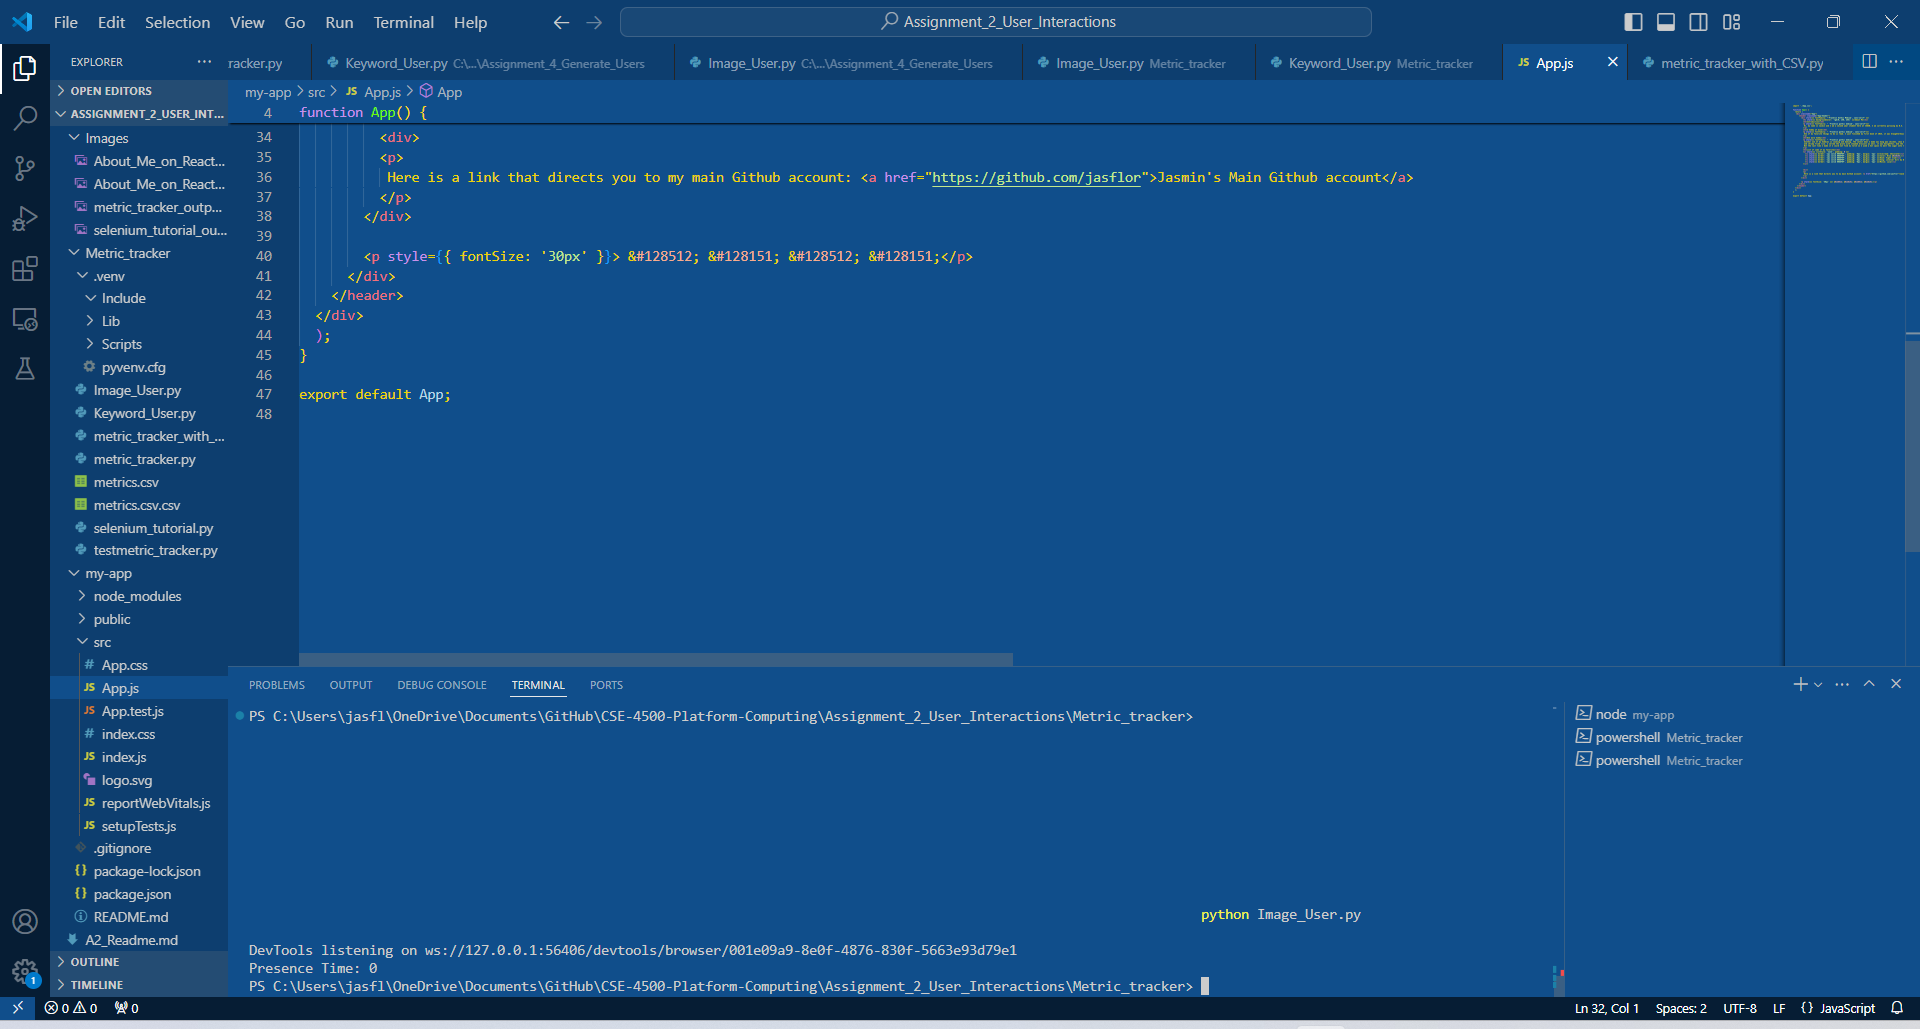 File Edit Selection View Go Run Terminal Help
Assignment_2_User_Interactions
EXPLORER
racker.py
Keyword_User.py C:\...\Assignment_4_Generate_Users
Image_User.py C:\...\Assignment_4_Generate_Users
Image_User.py Metric_tracker
Keyword_User.py Metric_tracker
JS App.js
metric_tracker_with_CSV.py
OPEN EDITORS
ASSIGNMENT_2_USER_INT...
Images
About_Me_on_React...
About_Me_on_React...
metric_tracker_outp...
selenium_tutorial_ou...
Metric_tracker
.venv
Include
Lib
Scripts
pyvenv.cfg
Image_User.py
Keyword_User.py
metric_tracker_with_...
metric_tracker.py
metrics.csv
metrics.csv.csv
selenium_tutorial.py
testmetric_tracker.py
my-app
node_modules
public
src
# App.css
JS App.js
JS App.test.js
# index.css
JS index.js
logo.svg
JS reportWebVitals.js
JS setupTests.js
.gitignore
{} package-lock.json
{} package.json
README.md
A2_Readme.md
OUTLINE
TIMELINE
my-app > src > JS App.js > App
4 function App() {
34 <div>
35 <p>
36 Here is a link that directs you to my main Github account: <a href="https://github.com/jasflor">Jasmin's Main Github account</a>
37 </p>
38 </div>
39
40 <p style={{ fontSize: '30px' }}> &#128512; &#128151; &#128512; &#128151;</p>
41 </div>
42 </header>
43 </div>
44 );
45 }
46
47 export default App;
48
PROBLEMS OUTPUT DEBUG CONSOLE TERMINAL PORTS
PS C:\Users\jasfl\OneDrive\Documents\GitHub\CSE-4500-Platform-Computing\Assignment_2_User_Interactions\Metric_tracker>
python Image_User.py
DevTools listening on ws://127.0.0.1:56406/devtools/browser/001e09a9-8e0f-4876-830f-5663e93d79e1
Presence Time: 0
PS C:\Users\jasfl\OneDrive\Documents\GitHub\CSE-4500-Platform-Computing\Assignment_2_User_Interactions\Metric_tracker>
node my-app
powershell Metric_tracker
powershell Metric_tracker
1
0 0 0
Ln 32, Col 1 Spaces: 2 UTF-8 LF {} JavaScript